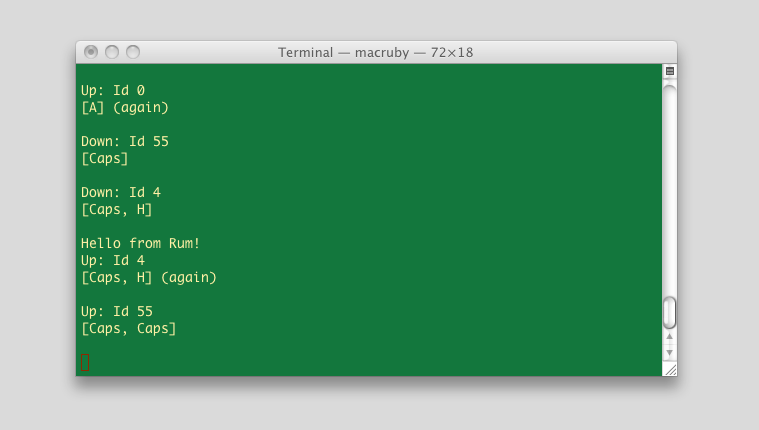 Terminal — macruby — 72×18
Up: Id 0
[A] (again)
Down: Id 55
[Caps]
Down: Id 4
[Caps, H]
Hello from Rum!
Up: Id 4
[Caps, H] (again)
Up: Id 55
[Caps, Caps]